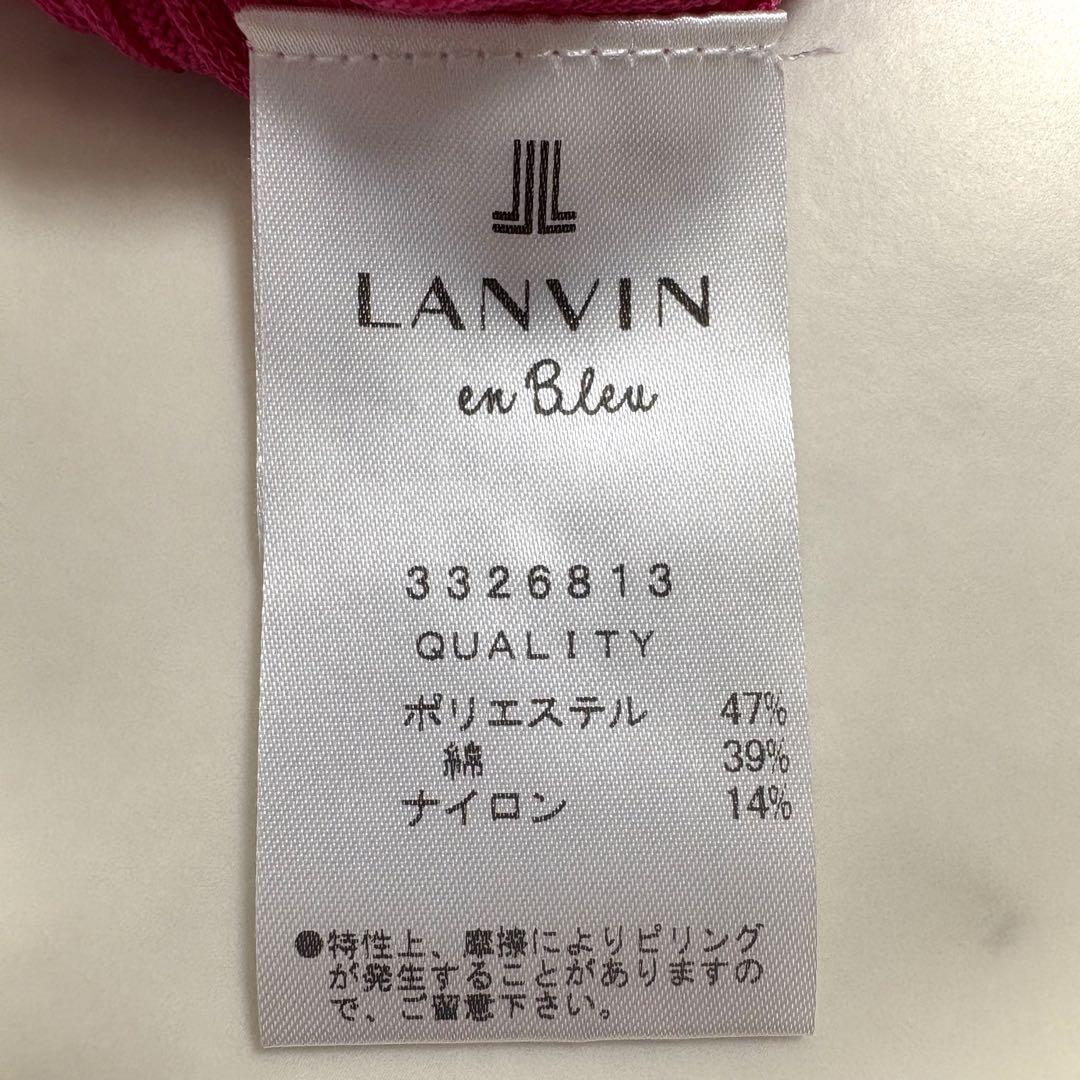 LANVIN
en Bleu
3326813
QUALITY
ポリエステル 47%
綿 39%
ナイロン 14%
●特性上、摩擦によりピリング
が発生することがありますの
で、ご留意下さい。